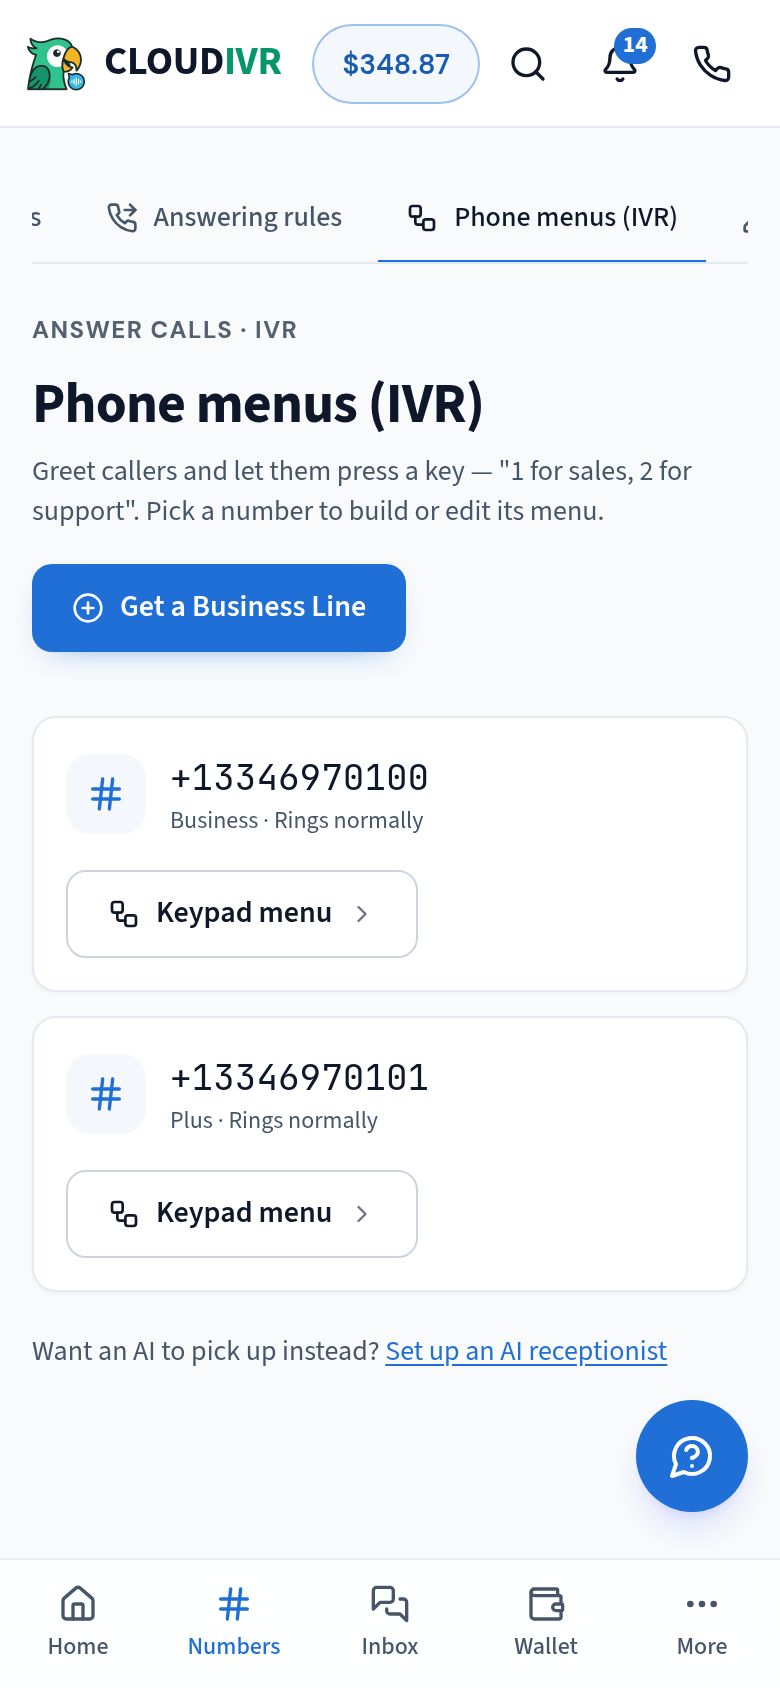 CLOUDIVR
$348.87
14
s
Answering rules
Phone menus (IVR)
ANSWER CALLS · IVR
Phone menus (IVR)
Greet callers and let them press a key — "1 for sales, 2 for
support". Pick a number to build or edit its menu.
Get a Business Line
+13346970100
Business · Rings normally
Keypad menu
+13346970101
Plus · Rings normally
Keypad menu
Want an AI to pick up instead? Set up an AI receptionist
Home
Numbers
Inbox
Wallet
More